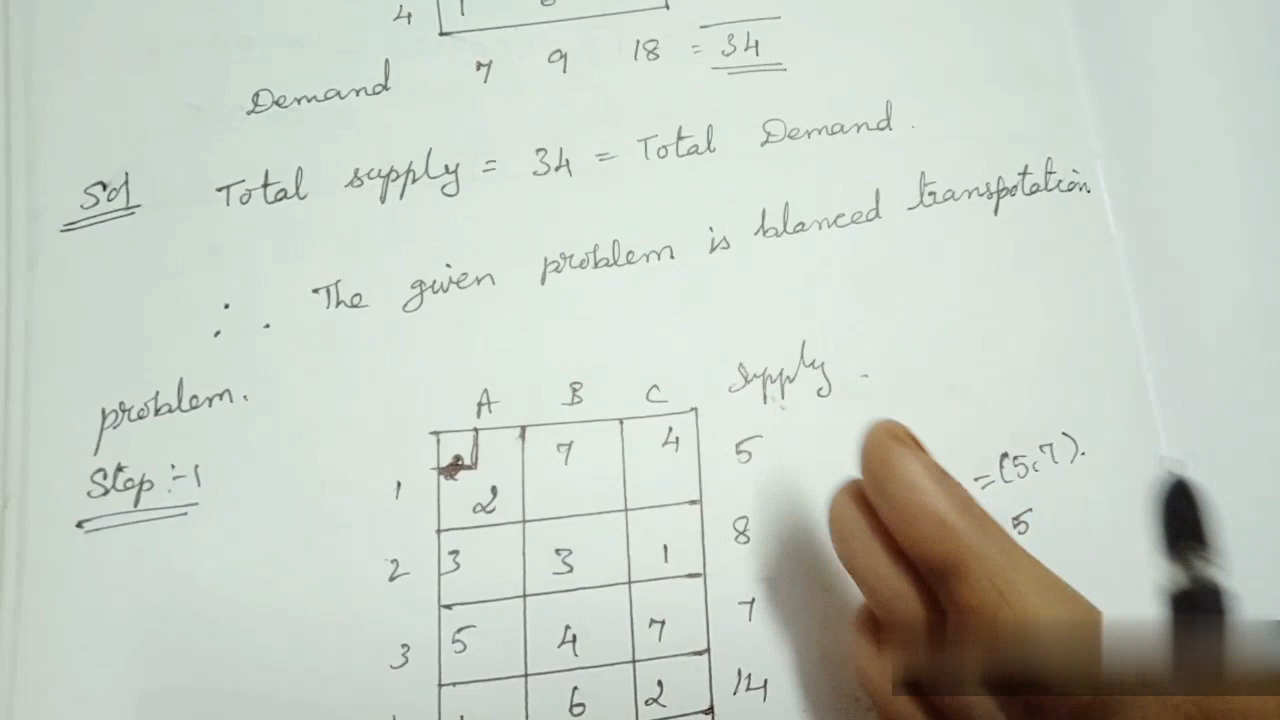 4
Demand 7 9 18 = 34
Sol Total supply = 34 = Total Demand.
∴ The given problem is blanced transpotation
problem.
Step:-1
A B C Supply
1 2 7 4 5
2 3 3 1 8
3 5 4 7 7
6 2 14
=(5,7).
5